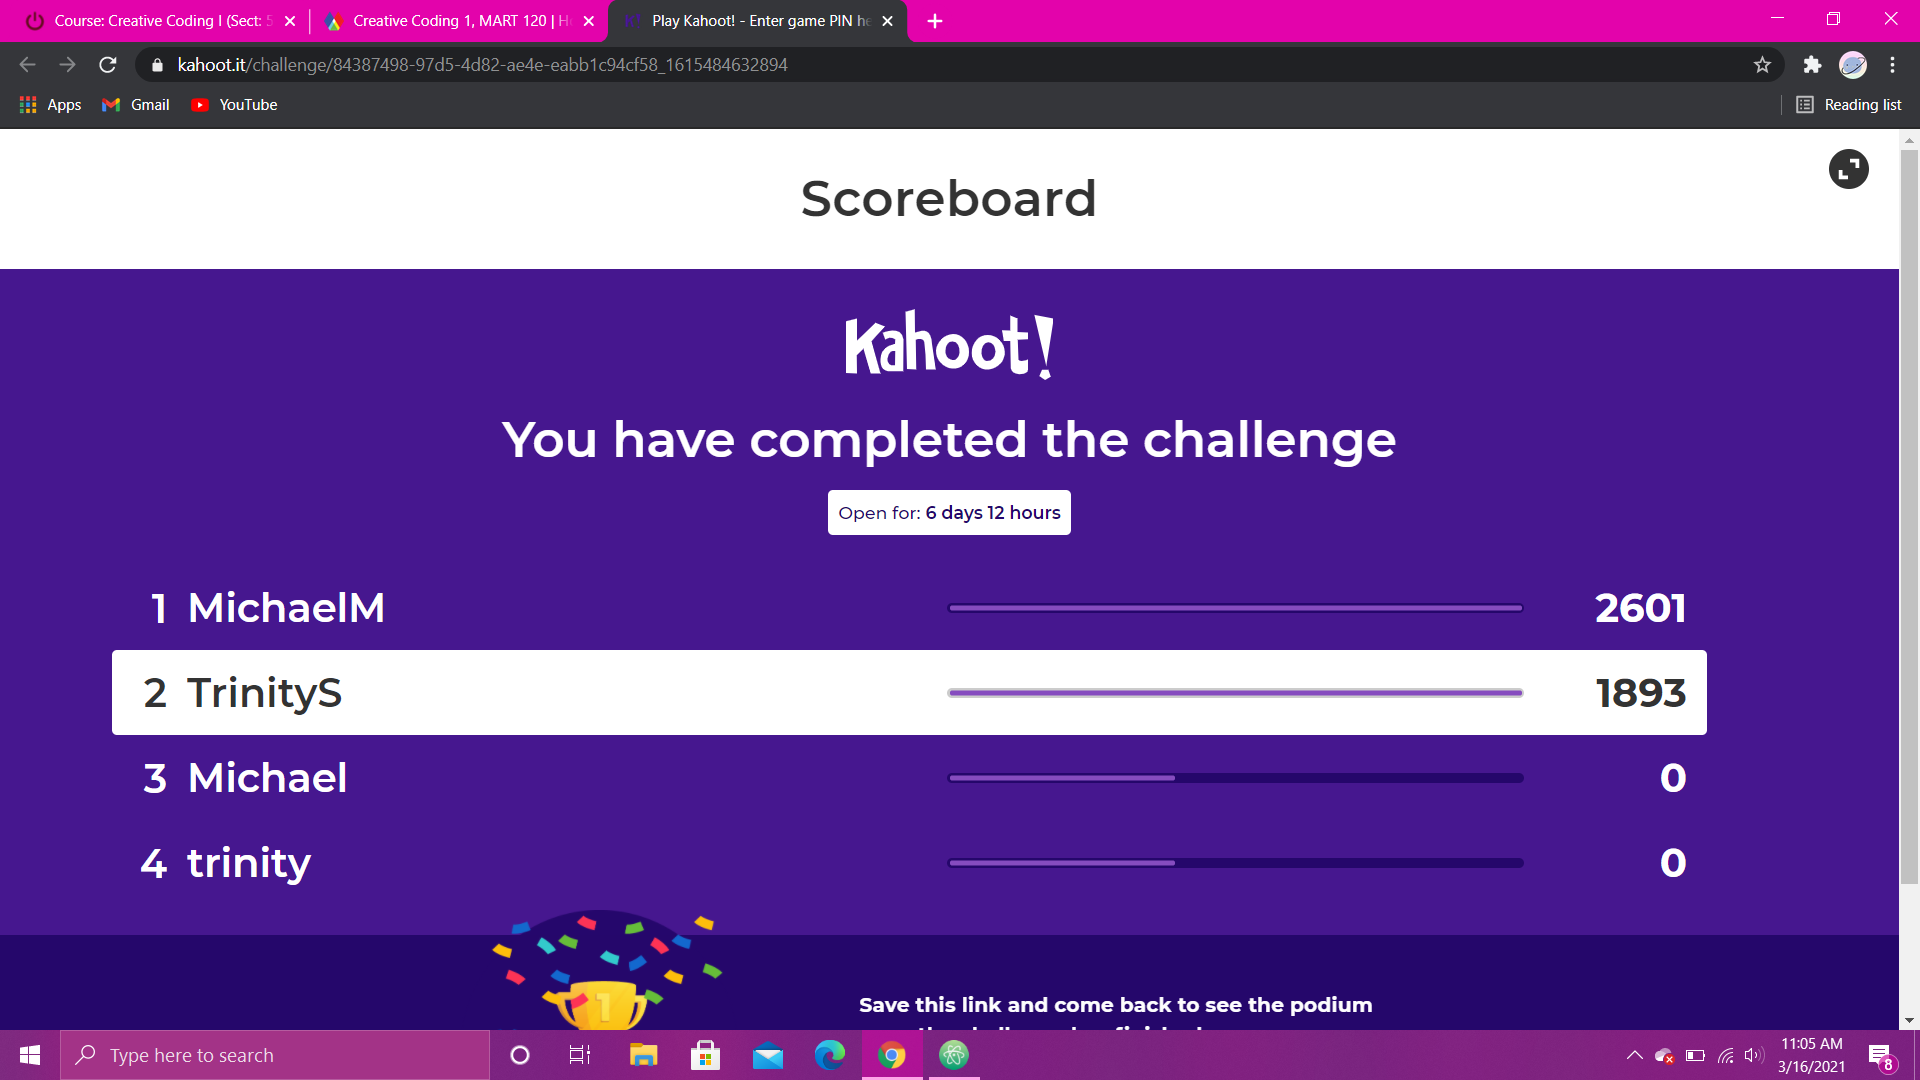 Course: Creative Coding I (Sect: 5
Creative Coding 1, MART 120 | H
Play Kahoot! - Enter game PIN he
kahoot.it/challenge/84387498-97d5-4d82-ae4e-eabb1c94cf58_1615484632894
Apps
Gmail
YouTube
Reading list
Scoreboard
Kahoot!
You have completed the challenge
Open for: 6 days 12 hours
1 MichaelM 2601
2 TrinityS 1893
3 Michael 0
4 trinity 0
1
Save this link and come back to see the podium
Type here to search
11:05 AM
3/16/2021
8